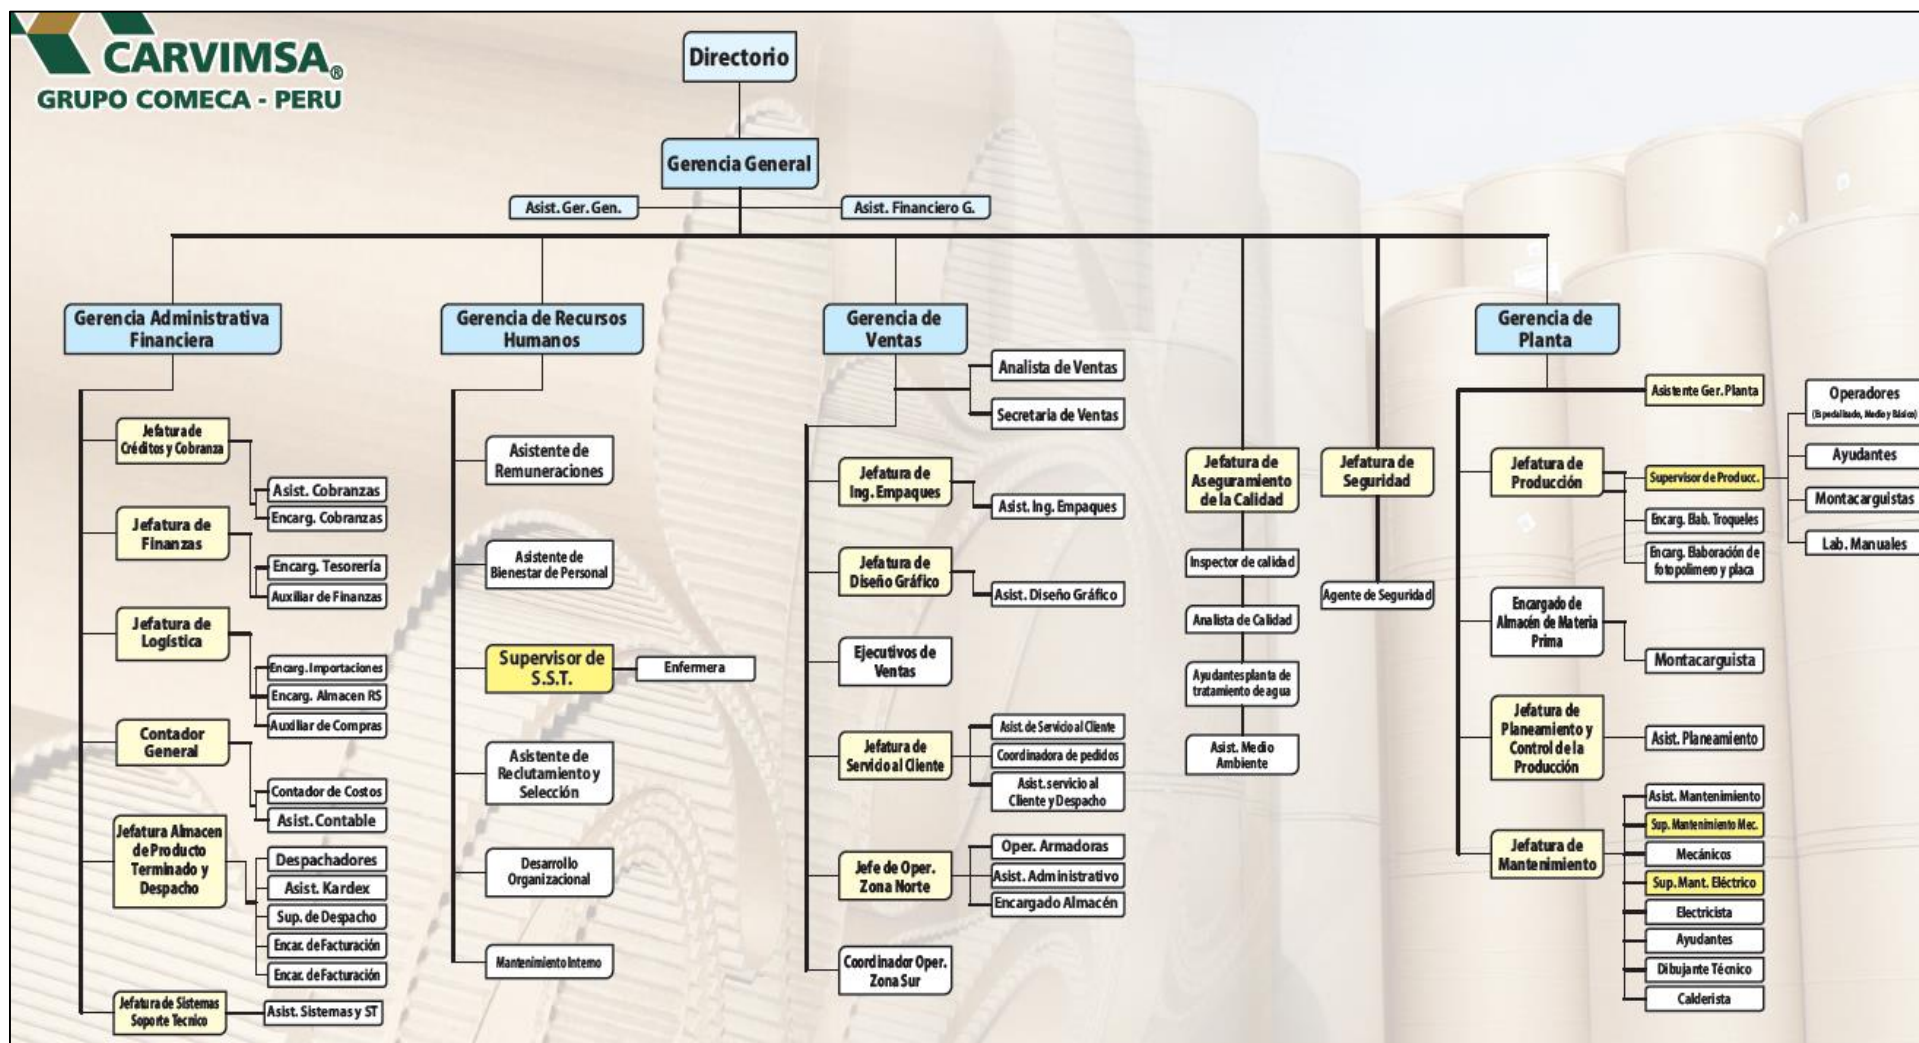 CARVIMSA®
GRUPO COMECA - PERU
Directorio
Gerencia General
Asist. Ger. Gen.
Asist. Financiero G.
Gerencia Administrativa
Financiera
Jefatura de
Créditos y Cobranza
Asist. Cobranzas
Encarg. Cobranzas
Jefatura de
Finanzas
Encarg. Tesorería
Auxiliar de Finanzas
Jefatura de
Logística
Encarg. Importaciones
Encarg. Almacen RS
Auxiliar de Compras
Contador
General
Contador de Costos
Asist. Contable
Jefatura Almacen
de Producto
Terminado y
Despacho
Despachadores
Asist. Kardex
Sup. de Despacho
Encar. de Facturación
Encar. de Facturación
Jefatura de Sistemas
Soporte Tecnico
Asist. Sistemas y ST
Gerencia de Recursos
Humanos
Asistente de
Remuneraciones
Asistente de
Bienestar de Personal
Supervisor de
S.S.T.
Enfermera
Asistente de
Reclutamiento y
Selección
Desarrollo
Organizacional
Mantenimiento Interno
Gerencia de
Ventas
Analista de Ventas
Secretaria de Ventas
Jefatura de
Ing. Empaques
Asist. Ing. Empaques
Jefatura de
Diseño Gráfico
Asist. Diseño Gráfico
Ejecutivos de
Ventas
Jefatura de
Servicio al Cliente
Asist. de Servicio al Cliente
Coordinadora de pedidos
Asist. servicio al
Cliente y Despacho
Jefe de Oper.
Zona Norte
Oper. Armadoras
Asist. Administrativo
Encargado Almacén
Coordinador Oper.
Zona Sur
Jefatura de
Aseguramiento
de la Calidad
Inspector de calidad
Analista de Calidad
Ayudantes planta de
tratamiento de agua
Asist. Medio
Ambiente
Jefatura de
Seguridad
Agente de Seguridad
Gerencia de
Planta
Asistente Ger. Planta
Jefatura de
Producción
Supervisor de Producc.
Operadores
(Especializado, Medio y Básico)
Ayudantes
Montacarguistas
Lab. Manuales
Encarg. Elab. Troqueles
Encarg. Elaboración de
fotopolimero y placa
Encargado de
Almacén de Materia
Prima
Montacarguista
Jefatura de
Planeamiento y
Control de la
Producción
Asist. Planeamiento
Jefatura de
Mantenimiento
Asist. Mantenimiento
Sup. Mantenimiento Mec.
Mecánicos
Sup. Mant. Eléctrico
Electricista
Ayudantes
Dibujante Técnico
Calderista